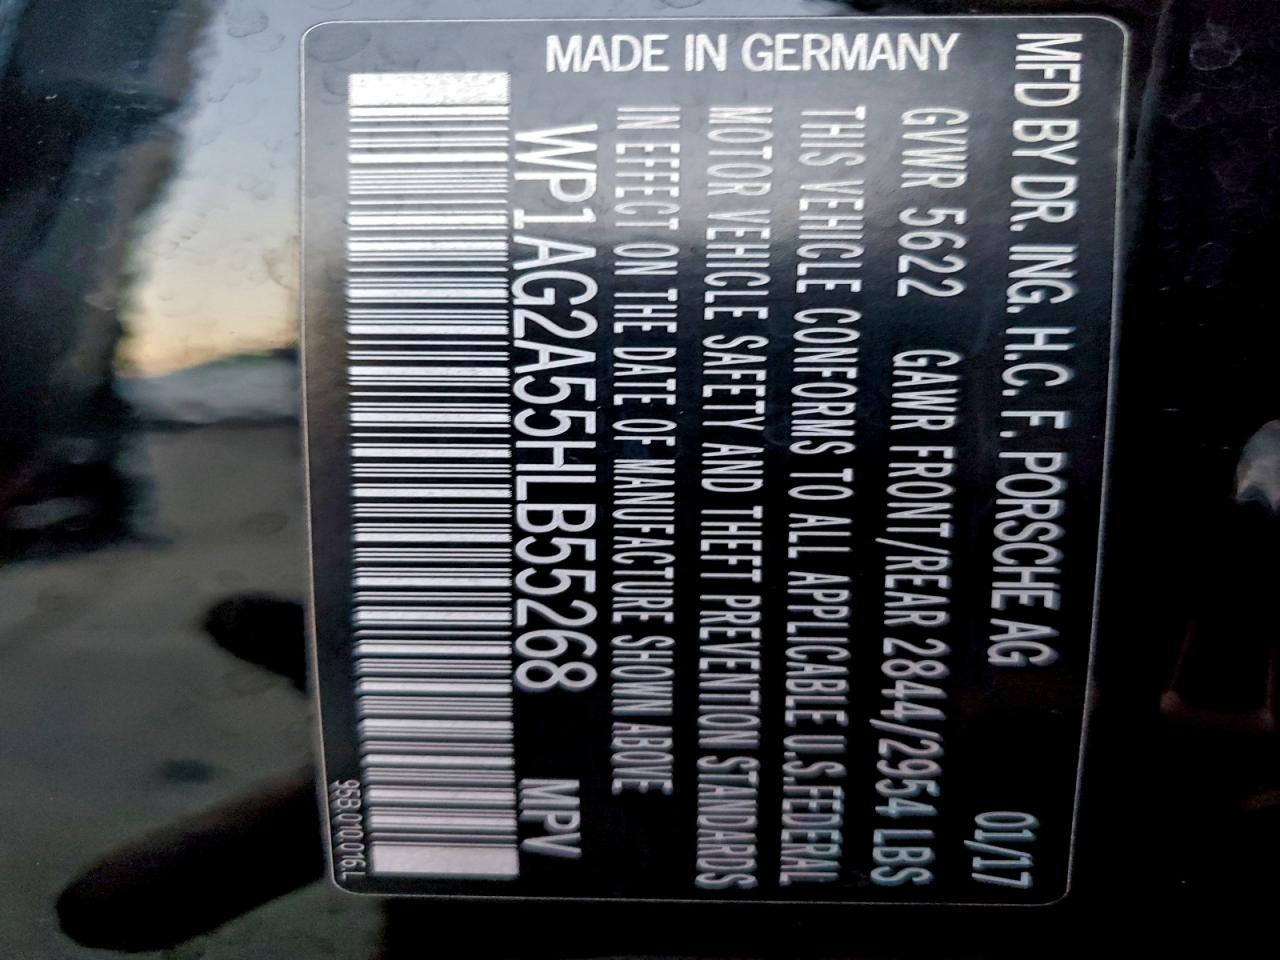 MFD BY DR. ING. H.C. F. PORSCHE AG 01/17
GVWR 5622 GAWR FRONT/REAR 2844/2954 LBS
THIS VEHICLE CONFORMS TO ALL APPLICABLE U.S.FEDERAL
MOTOR VEHICLE SAFETY AND THEFT PREVENTION STANDARDS
IN EFFECT ON THE DATE OF MANUFACTURE SHOWN ABOVE
WP1AG2A55HLB55268 MPV
95B.010.016.L
MADE IN GERMANY